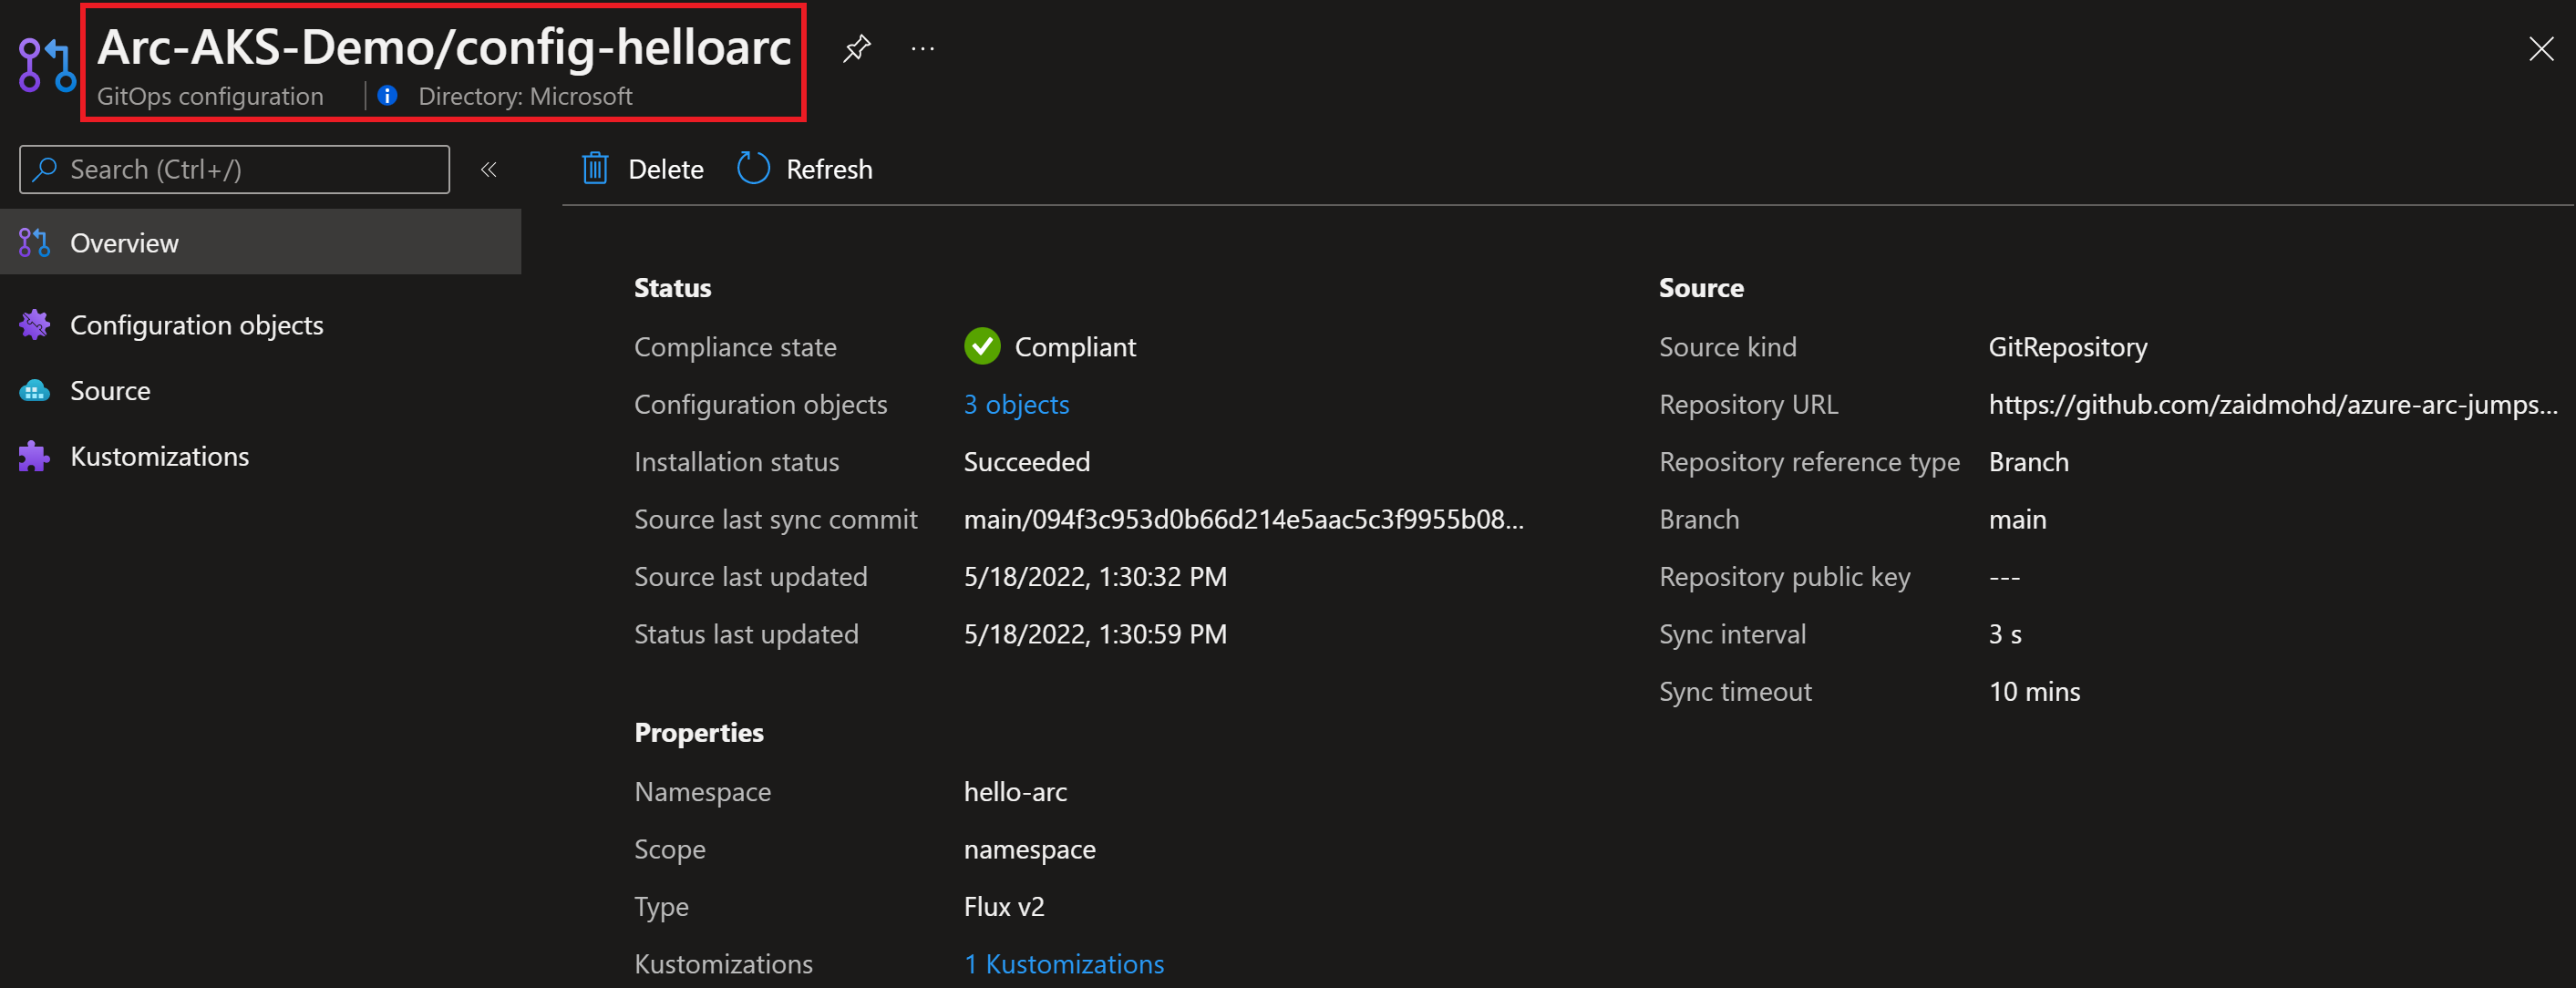 Arc-AKS-Demo/config-helloarc
GitOps configuration | Directory: Microsoft
Search (Ctrl+/)
«
Delete
Refresh
Overview
Configuration objects
Source
Kustomizations
Status
Compliance state Compliant
Configuration objects 3 objects
Installation status Succeeded
Source last sync commit main/094f3c953d0b66d214e5aac5c3f9955b08...
Source last updated 5/18/2022, 1:30:32 PM
Status last updated 5/18/2022, 1:30:59 PM
Properties
Namespace hello-arc
Scope namespace
Type Flux v2
Kustomizations 1 Kustomizations
Source
Source kind GitRepository
Repository URL https://github.com/zaidmohd/azure-arc-jumps...
Repository reference type Branch
Branch main
Repository public key ---
Sync interval 3 s
Sync timeout 10 mins